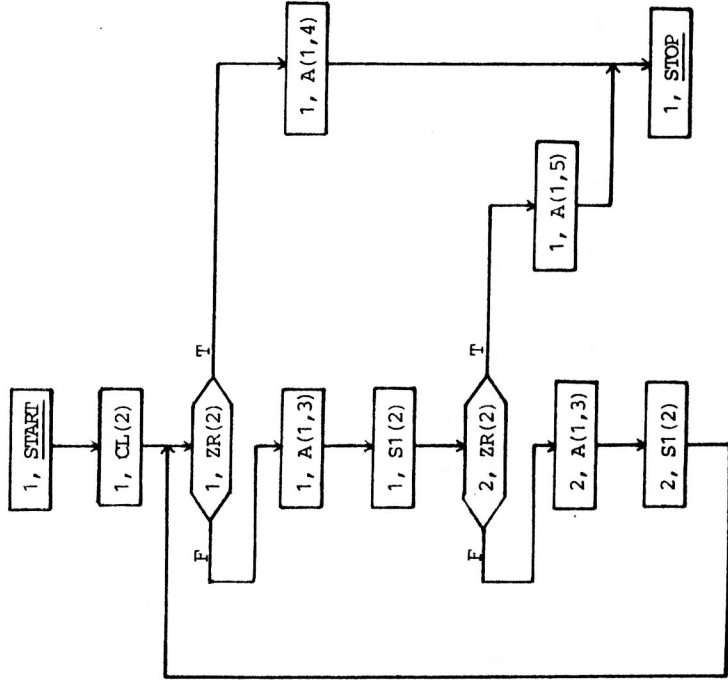 1, START
1, CL(2)
1, ZR(2)
T
F
1, A(1,4)
1, A(1,3)
1, S1(2)
2, ZR(2)
T
F
1, A(1,5)
2, A(1,3)
2, S1(2)
1, STOP